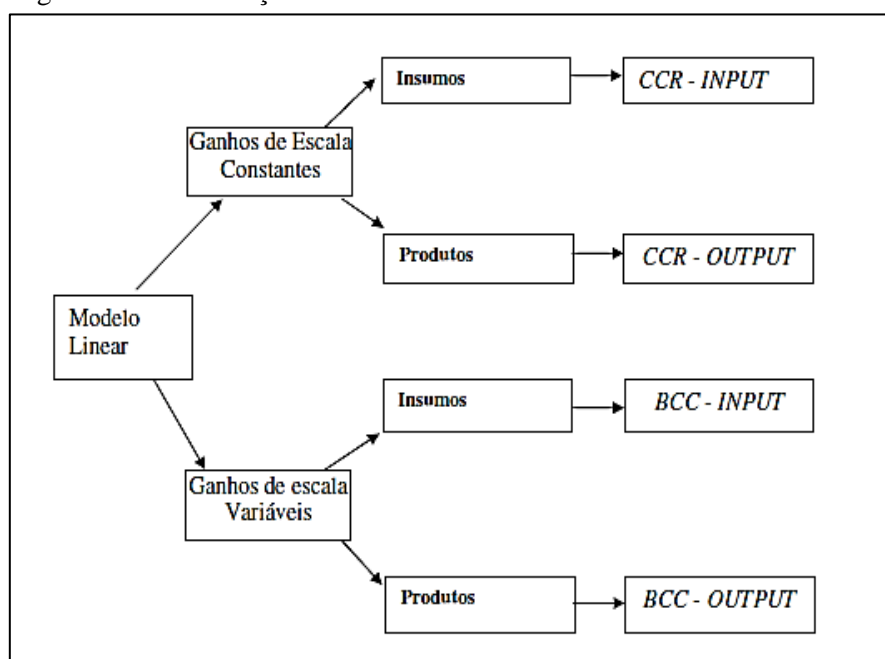 Insumos
CCR - INPUT
Ganhos de Escala
Constantes
Produtos
CCR - OUTPUT
Modelo
Linear
Insumos
BCC - INPUT
Ganhos de escala
Variáveis
Produtos
BCC - OUTPUT